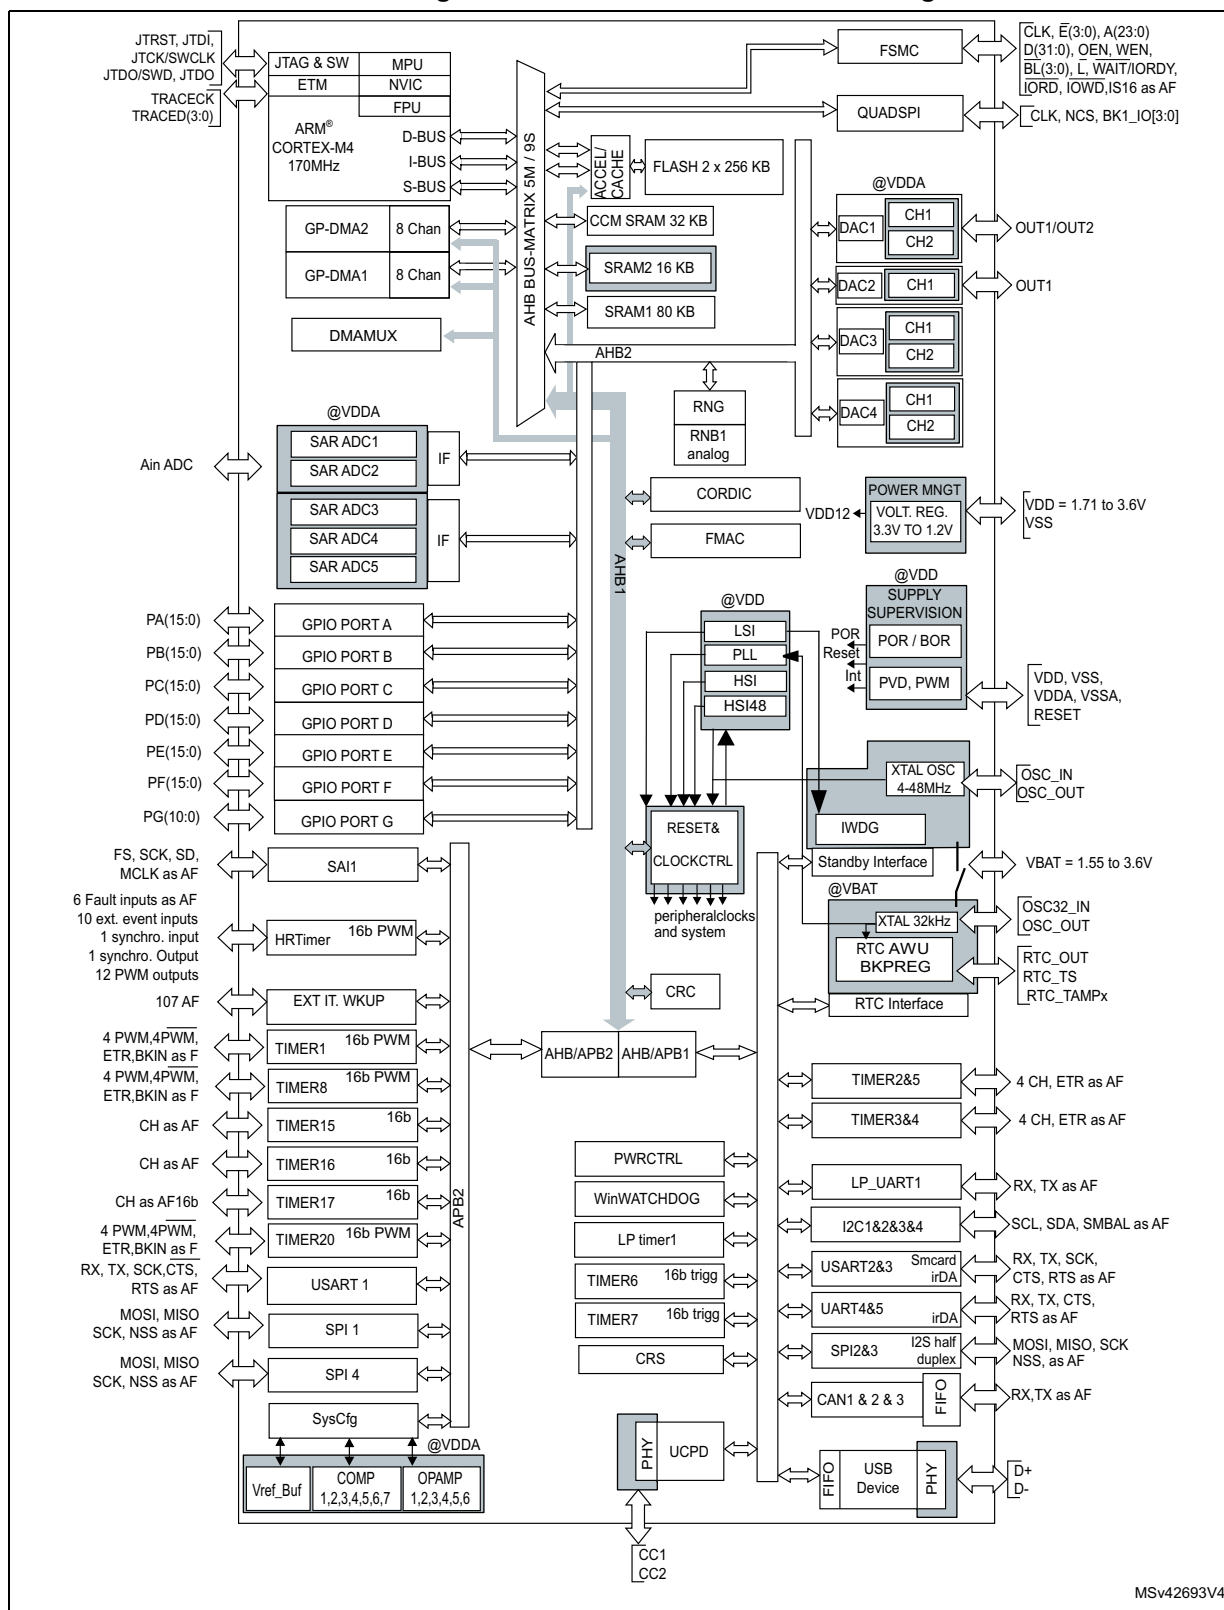 JTRST, JTDI,
JTCK/SWCLK
JTDO/SWD, JTDO
TRACECK
TRACED(3:0)
JTAG & SW
MPU
ETM
NVIC
FPU
ARM®
CORTEX-M4
170MHz
D-BUS
I-BUS
S-BUS
GP-DMA2
8 Chan
GP-DMA1
8 Chan
DMAMUX
AHB BUS-MATRIX 5M / 9S
ACCEL/
CACHE
FLASH 2 x 256 KB
CCM SRAM 32 KB
SRAM2 16 KB
SRAM1 80 KB
AHB2
RNG
RNB1
analog
FSMC
CLK, E(3:0), A(23:0)
D(31:0), OEN, WEN,
BL(3:0), L, WAIT/IORDY,
IORD, IOWD,IS16 as AF
QUADSPI
CLK, NCS, BK1_IO[3:0]
@VDDA
DAC1
CH1
CH2
OUT1/OUT2
DAC2
CH1
OUT1
DAC3
CH1
CH2
DAC4
CH1
CH2
@VDDA
SAR ADC1
SAR ADC2
IF
Ain ADC
SAR ADC3
SAR ADC4
SAR ADC5
IF
CORDIC
FMAC
AHB1
POWER MNGT
VDD12
VOLT. REG.
3.3V TO 1.2V
VDD = 1.71 to 3.6V
VSS
@VDD
SUPPLY
SUPERVISION
POR
Reset
Int
POR / BOR
PVD, PWM
VDD, VSS,
VDDA, VSSA,
RESET
@VDD
LSI
PLL
HSI
HSI48
PA(15:0)
GPIO PORT A
PB(15:0)
GPIO PORT B
PC(15:0)
GPIO PORT C
PD(15:0)
GPIO PORT D
PE(15:0)
GPIO PORT E
PF(15:0)
GPIO PORT F
PG(10:0)
GPIO PORT G
XTAL OSC
4-48MHz
OSC_IN
OSC_OUT
IWDG
Standby Interface
VBAT = 1.55 to 3.6V
@VBAT
XTAL 32kHz
OSC32_IN
OSC_OUT
RTC AWU
BKPREG
RTC_OUT
RTC_TS
RTC_TAMPx
RTC Interface
RESET&
CLOCKCTRL
peripheralclocks
and system
CRC
FS, SCK, SD,
MCLK as AF
SAI1
6 Fault inputs as AF
10 ext. event inputs
1 synchro. input
1 synchro. Output
12 PWM outputs
HRTimer
16b PWM
107 AF
EXT IT. WKUP
4 PWM,4PWM,
ETR,BKIN as F
TIMER1
16b PWM
4 PWM,4PWM,
ETR,BKIN as F
TIMER8
16b PWM
CH as AF
TIMER15
16b
CH as AF
TIMER16
16b
CH as AF16b
TIMER17
16b
4 PWM,4PWM,
ETR,BKIN as F
TIMER20
16b PWM
RX, TX, SCK,CTS,
RTS as AF
USART 1
MOSI, MISO
SCK, NSS as AF
SPI 1
MOSI, MISO
SCK, NSS as AF
SPI 4
SysCfg
APB2
@VDDA
Vref_Buf
COMP
1,2,3,4,5,6,7
OPAMP
1,2,3,4,5,6
AHB/APB2
AHB/APB1
TIMER2&5
4 CH, ETR as AF
TIMER3&4
4 CH, ETR as AF
PWRCTRL
WinWATCHDOG
LP timer1
TIMER6
16b trigg
TIMER7
16b trigg
CRS
LP_UART1
RX, TX as AF
I2C1&2&3&4
SCL, SDA, SMBAL as AF
USART2&3
Smcard
irDA
RX, TX, SCK,
CTS, RTS as AF
UART4&5
irDA
RX, TX, CTS,
RTS as AF
SPI2&3
I2S half
duplex
MOSI, MISO, SCK
NSS, as AF
CAN1 & 2 & 3
FIFO
RX,TX as AF
PHY
UCPD
FIFO
USB
Device
PHY
D+
D-
CC1
CC2
MSv42693V4